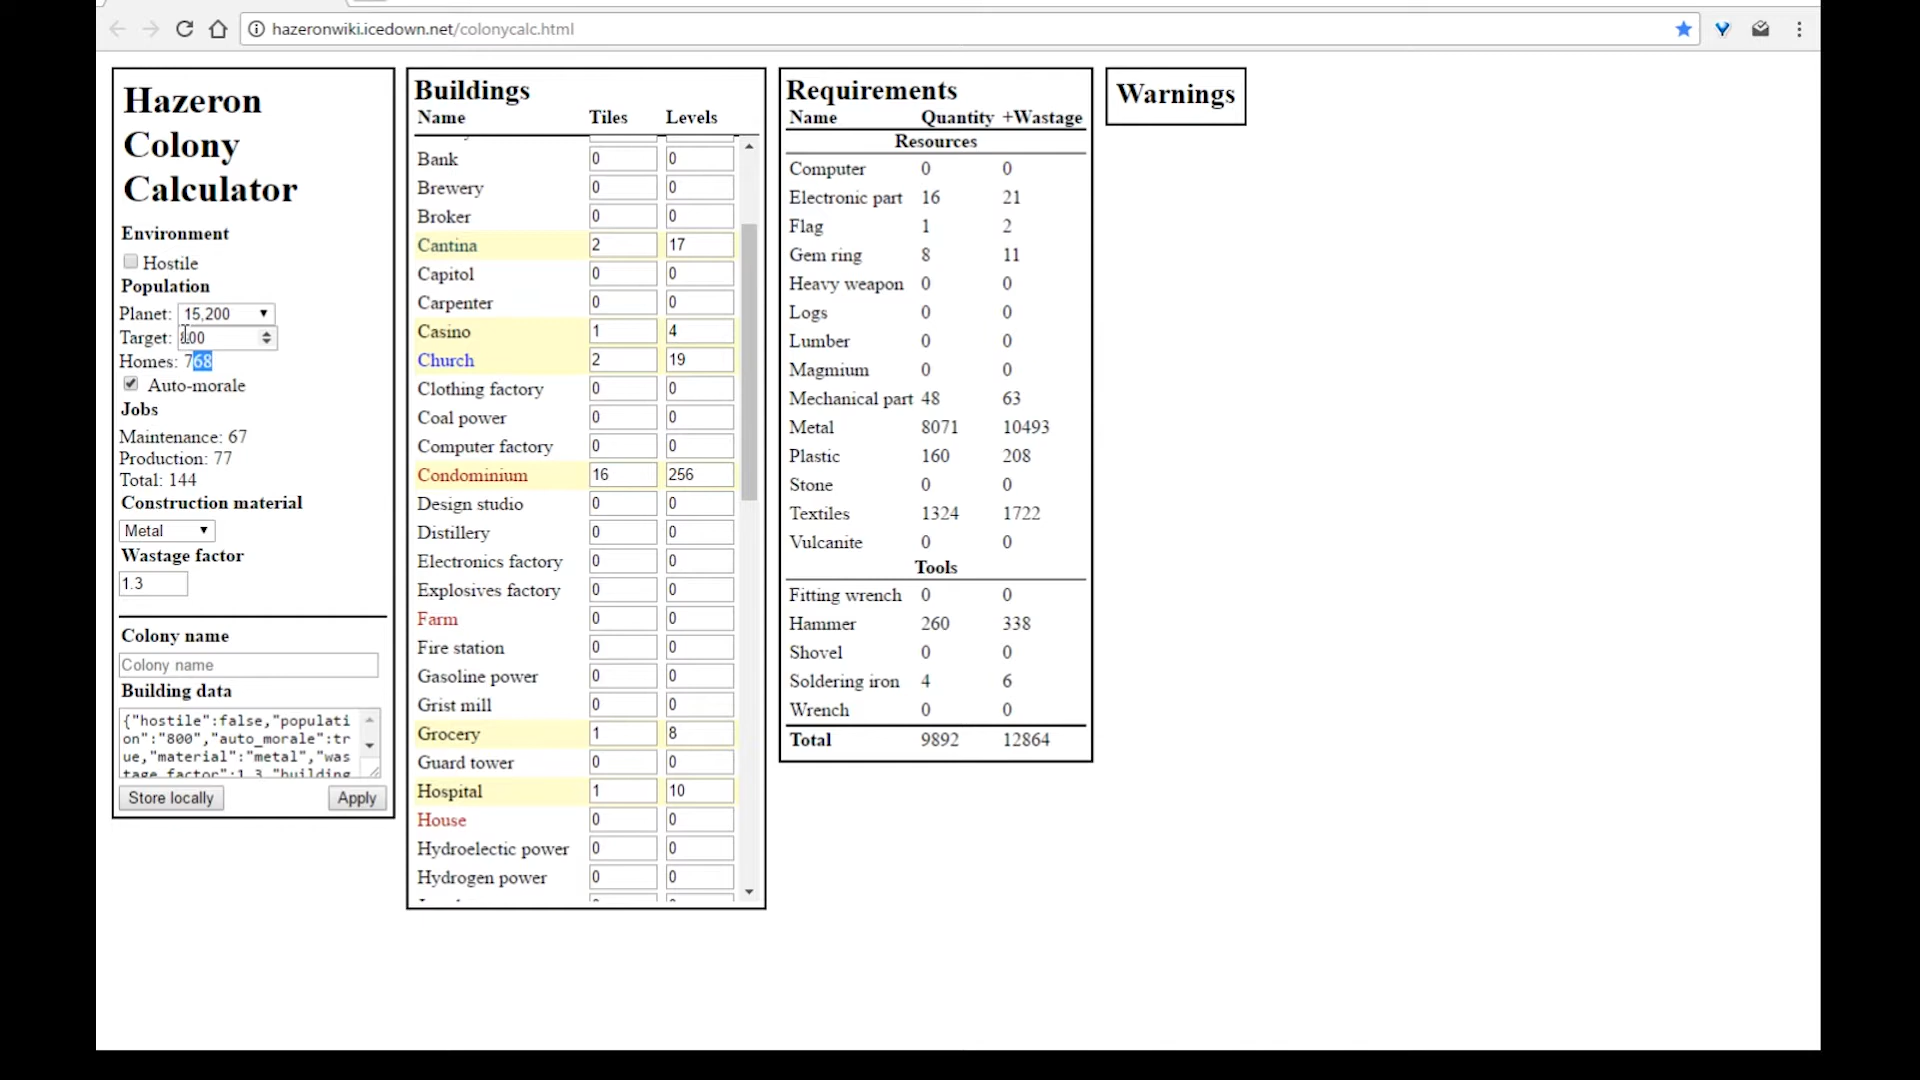 hazeronwiki.icedown.net/colonycalc.html
Hazeron
Colony
Calculator
Environment
Hostile
Population
Planet: 15,200
Target: 800
Homes: 768
Auto-morale
Jobs
Maintenance: 67
Production: 77
Total: 144
Construction material
Metal
Wastage factor
1.3
Colony name
Colony name
Building data
{"hostile":false,"populati
on":"800","auto_morale":tr
ue,"material":"metal","was
tage_factor":1.3,"building
Store locally Apply
Buildings
Name Tiles Levels
Bank 0 0
Brewery 0 0
Broker 0 0
Cantina 2 17
Capitol 0 0
Carpenter 0 0
Casino 1 4
Church 2 19
Clothing factory 0 0
Coal power 0 0
Computer factory 0 0
Condominium 16 256
Design studio 0 0
Distillery 0 0
Electronics factory 0 0
Explosives factory 0 0
Farm 0 0
Fire station 0 0
Gasoline power 0 0
Grist mill 0 0
Grocery 1 8
Guard tower 0 0
Hospital 1 10
House 0 0
Hydroelectic power 0 0
Hydrogen power 0 0
Requirements
Name Quantity +Wastage
Resources
Computer 0 0
Electronic part 16 21
Flag 1 2
Gem ring 8 11
Heavy weapon 0 0
Logs 0 0
Lumber 0 0
Magmium 0 0
Mechanical part 48 63
Metal 8071 10493
Plastic 160 208
Stone 0 0
Textiles 1324 1722
Vulcanite 0 0
Tools
Fitting wrench 0 0
Hammer 260 338
Shovel 0 0
Soldering iron 4 6
Wrench 0 0
Total 9892 12864
Warnings